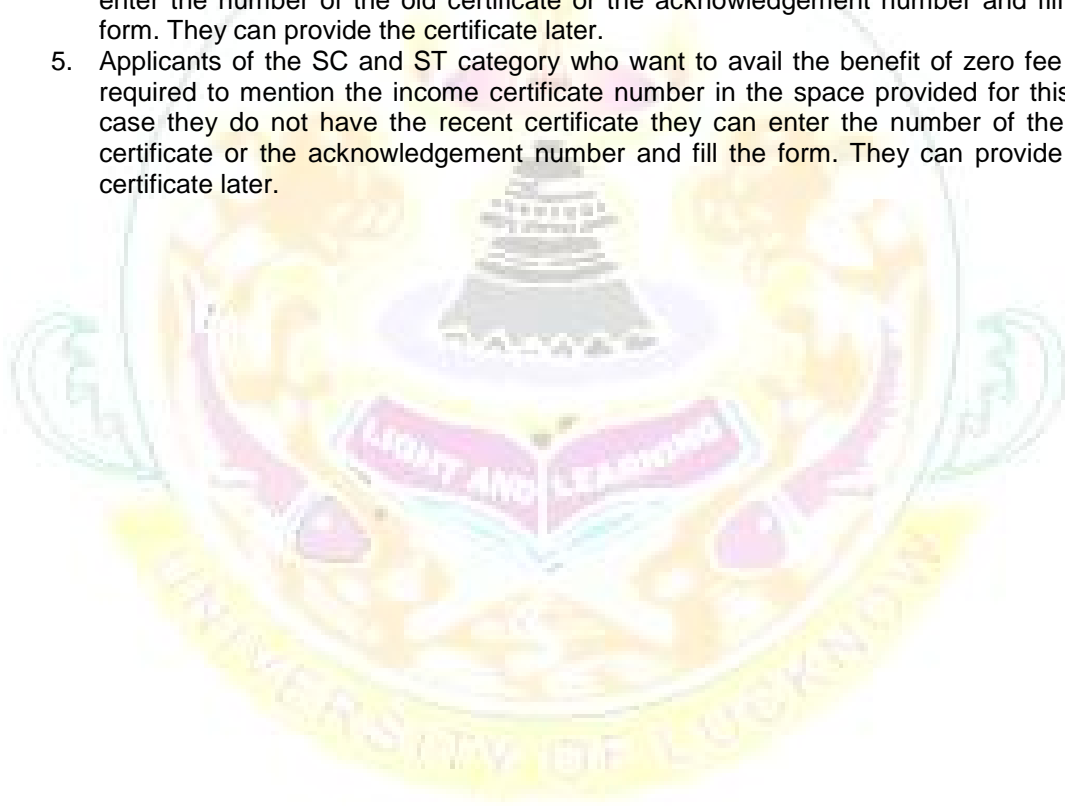 enter the number of the old certificate or the acknowledgement number and fill
form. They can provide the certificate later.
5. Applicants of the SC and ST category who want to avail the benefit of zero fee
required to mention the income certificate number in the space provided for this
case they do not have the recent certificate they can enter the number of the
certificate or the acknowledgement number and fill the form. They can provide
certificate later.
LIGHT AND LEARNING
UNIVERSITY OF LUCKNOW